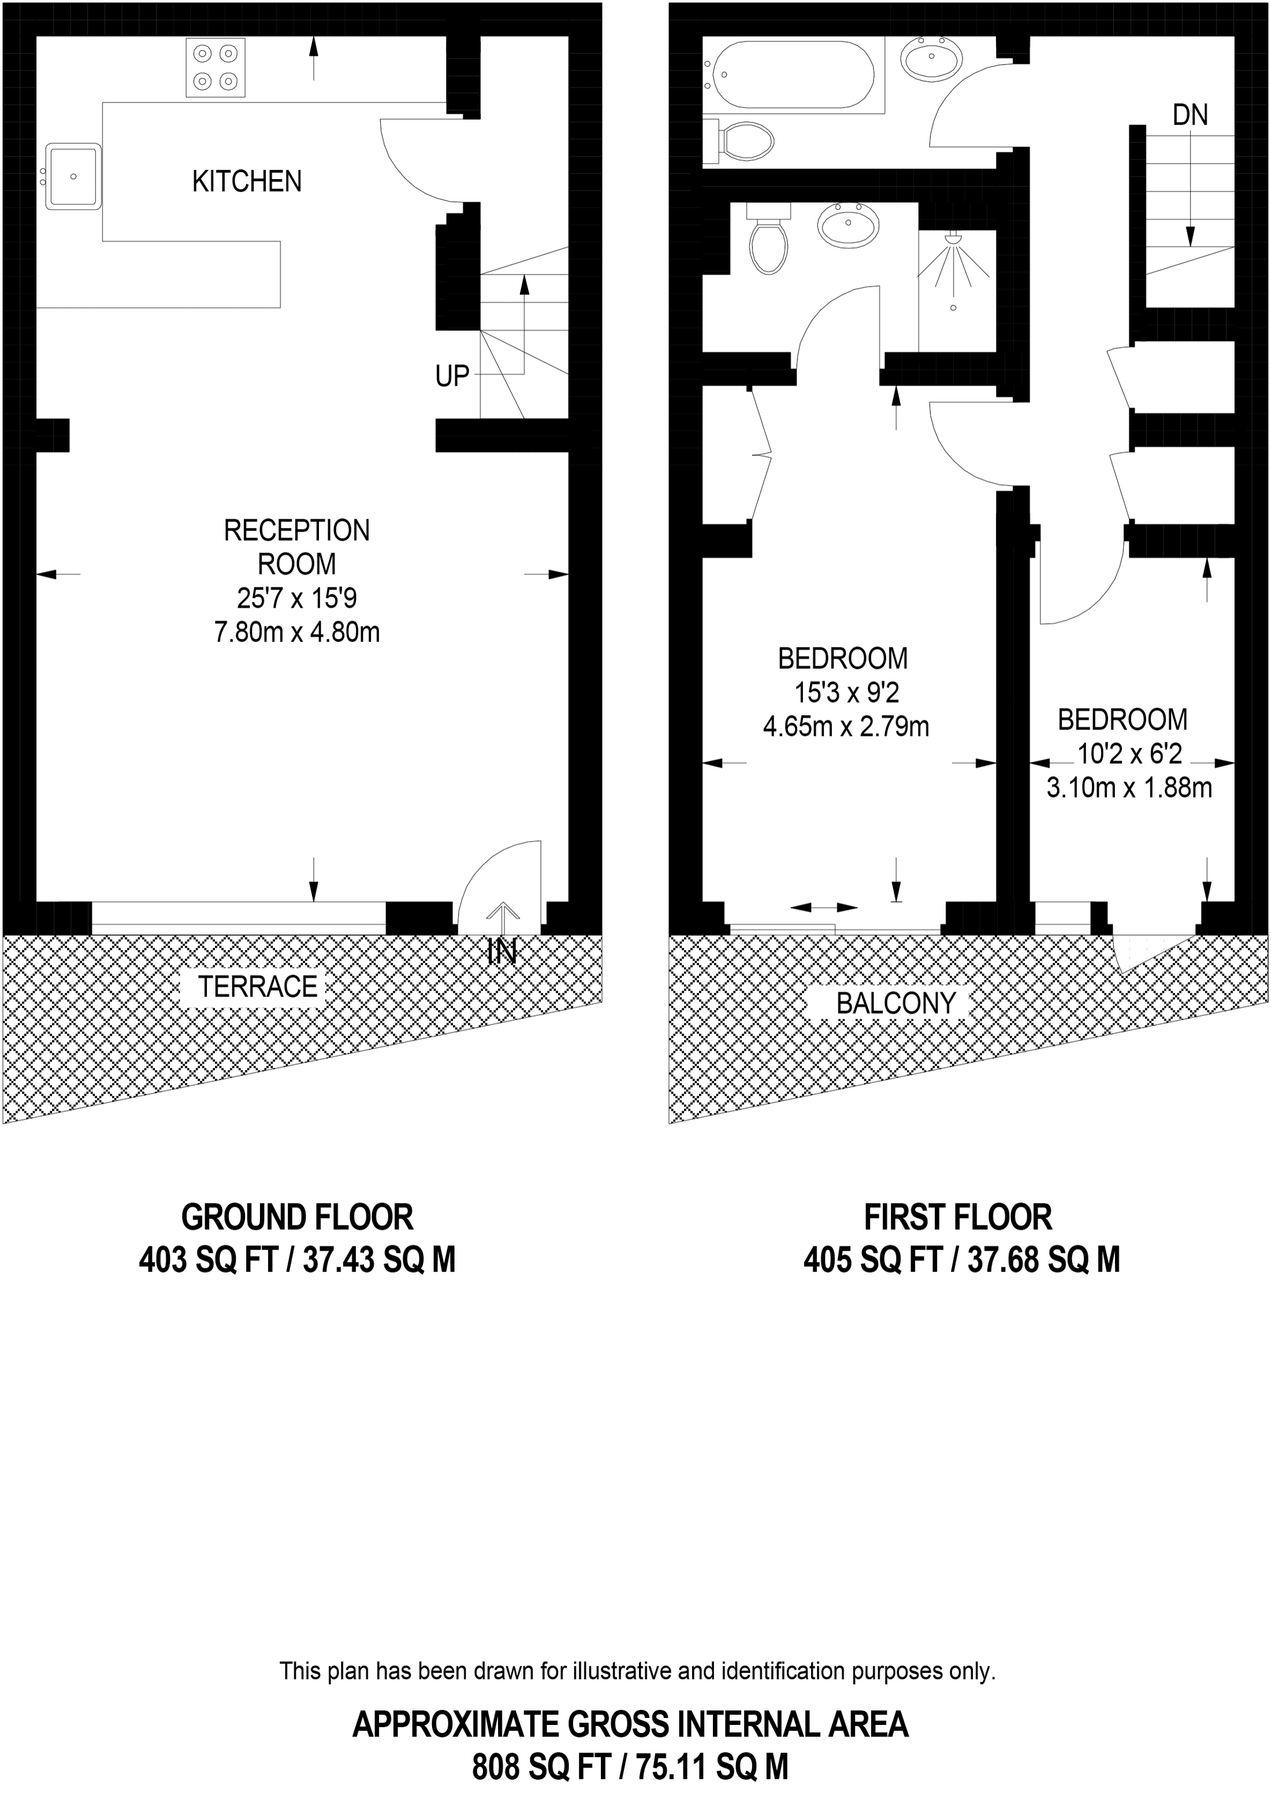 KITCHEN
UP
RECEPTION
ROOM
25'7 x 15'9
7.80m x 4.80m
IN
TERRACE
GROUND FLOOR
403 SQ FT / 37.43 SQ M
DN
BEDROOM
15'3 x 9'2
4.65m x 2.79m
BEDROOM
10'2 x 6'2
3.10m x 1.88m
BALCONY
FIRST FLOOR
405 SQ FT / 37.68 SQ M
This plan has been drawn for illustrative and identification purposes only.
APPROXIMATE GROSS INTERNAL AREA
808 SQ FT / 75.11 SQ M